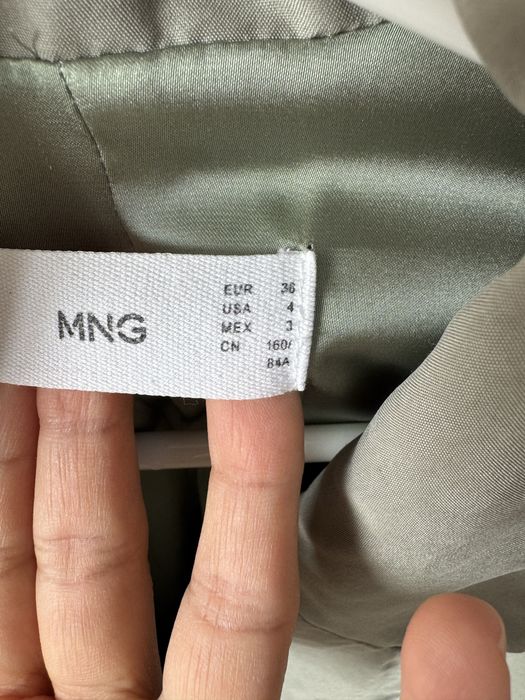 MNG
EUR 36
USA 4
MEX 3
CN 160/
84A